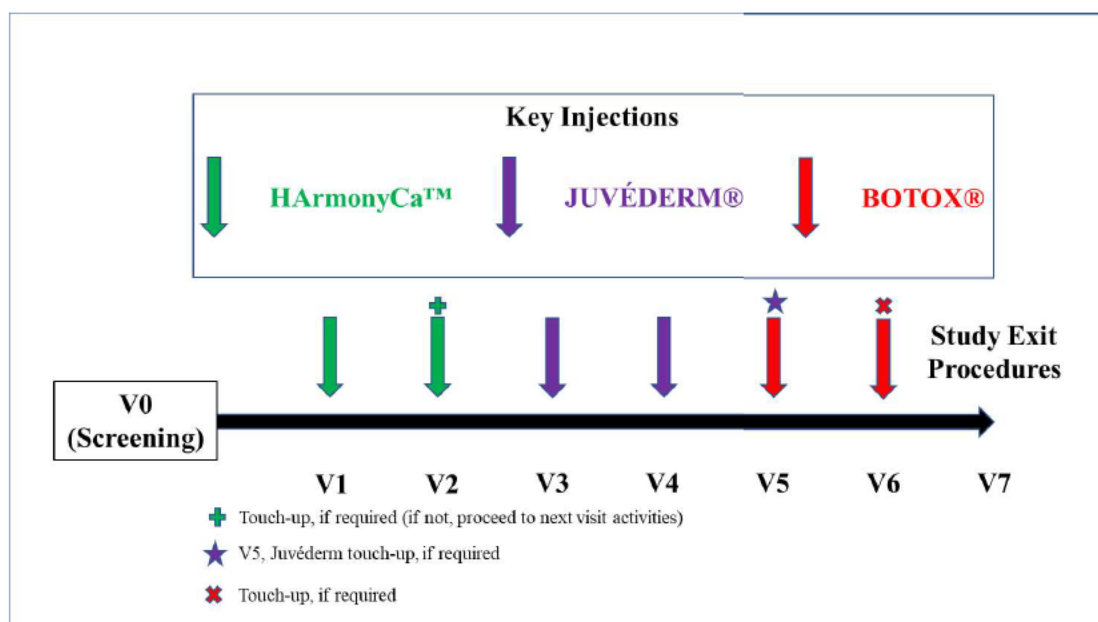 Key Injections
HArmonyCa™ JUVÉDERM® BOTOX®
Study Exit
Procedures
V0
(Screening)
V1 V2 V3 V4 V5 V6 V7
Touch-up, if required (if not, proceed to next visit activities)
V5, Juvéderm touch-up, if required
Touch-up, if required